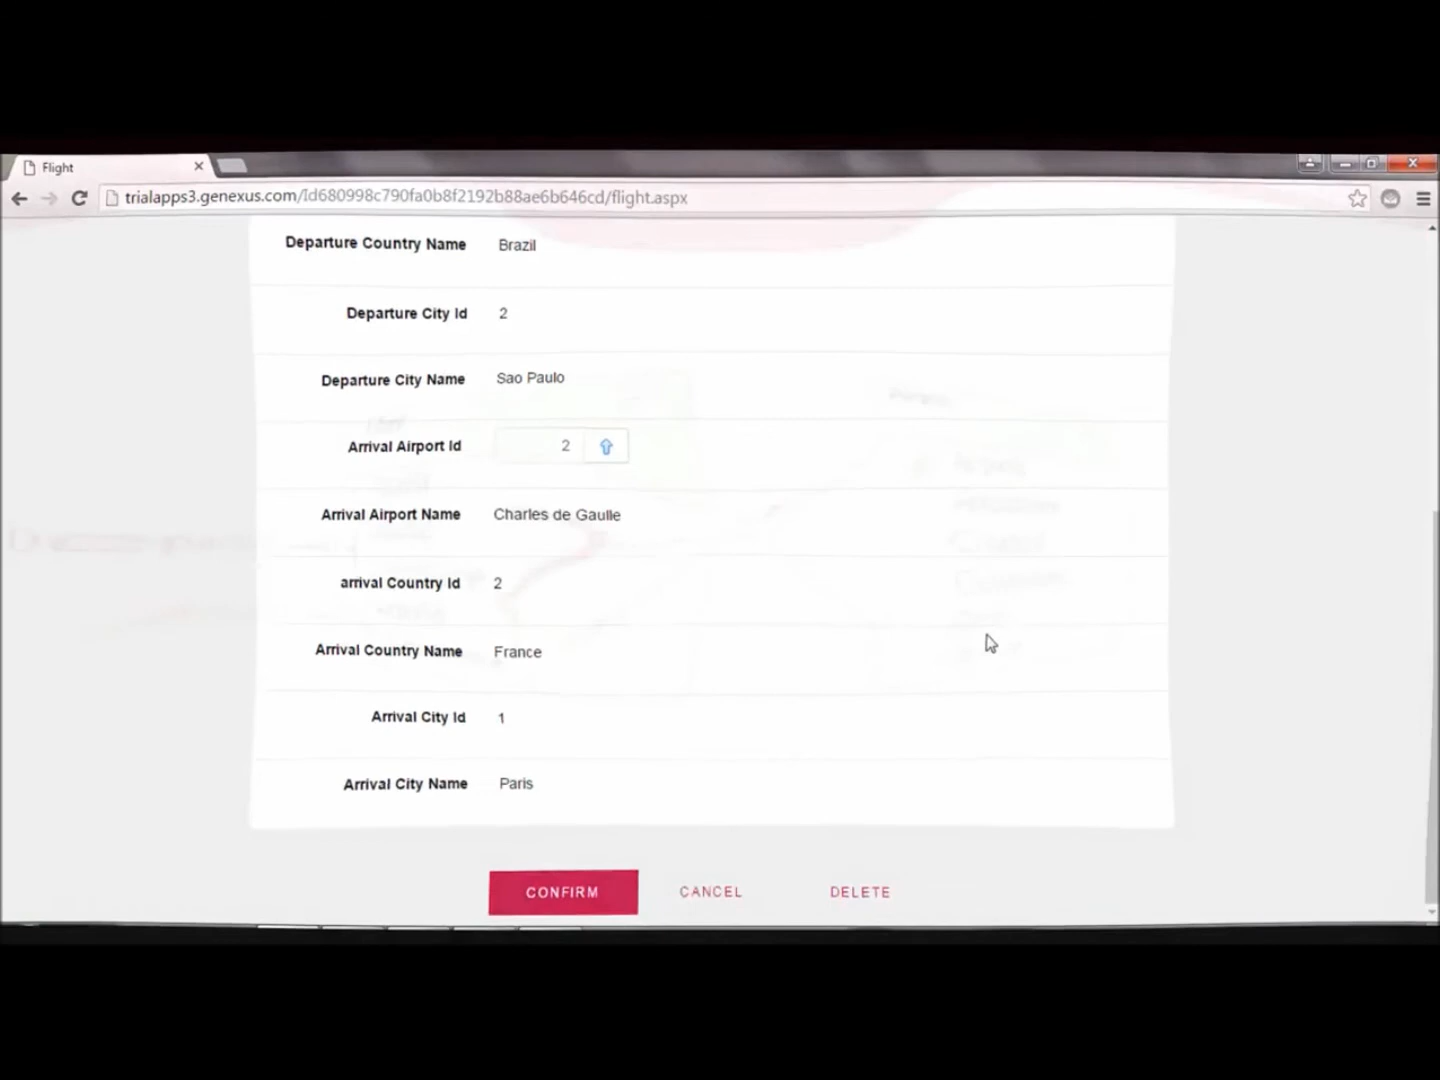 Flight
trialapps3.genexus.com/Id680998c790fa0b8f2192b88ae6b646cd/flight.aspx
Departure Country Name Brazil
Departure City Id 2
Departure City Name Sao Paulo
Arrival Airport Id 2
Arrival Airport Name Charles de Gaulle
arrival Country Id 2
Arrival Country Name France
Arrival City Id 1
Arrival City Name Paris
CONFIRM CANCEL DELETE